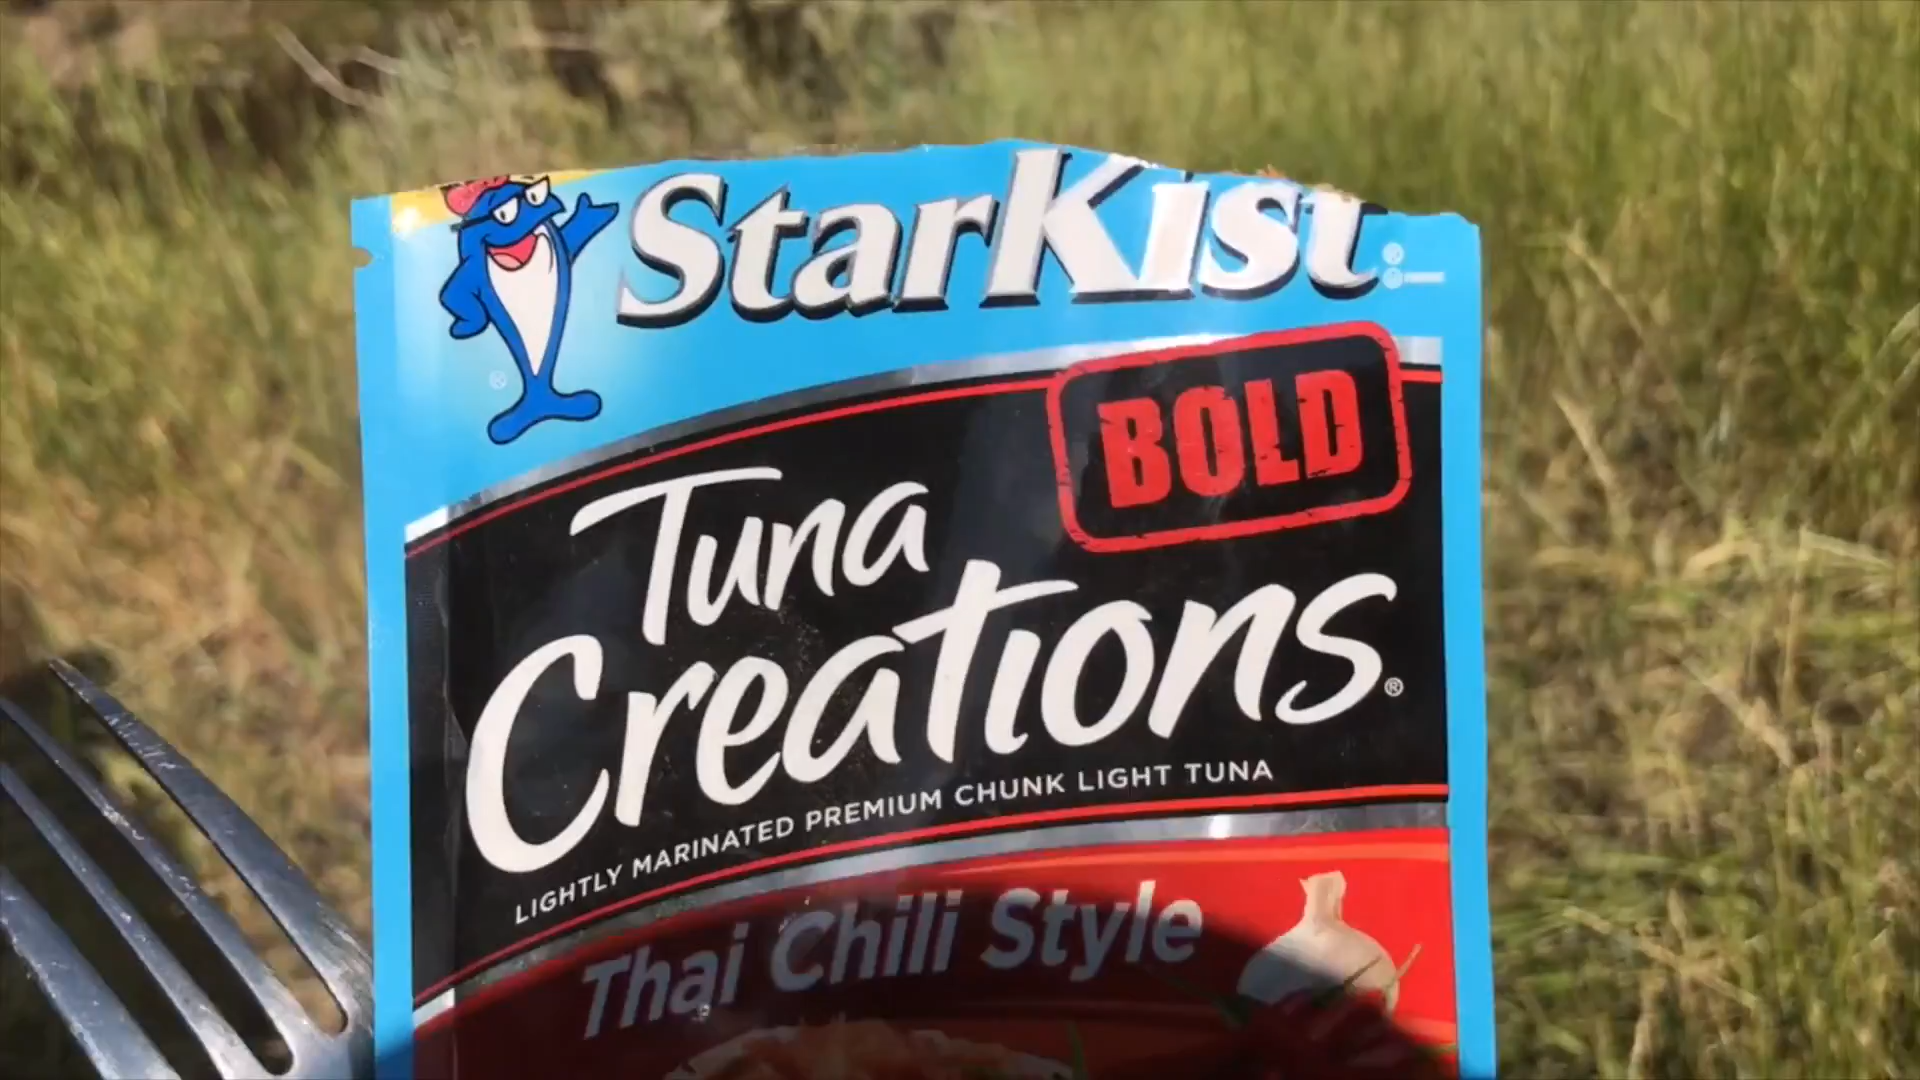 StarKist®
BOLD
Tuna
Creations®
LIGHTLY MARINATED PREMIUM CHUNK LIGHT TUNA
Thai Chili Style